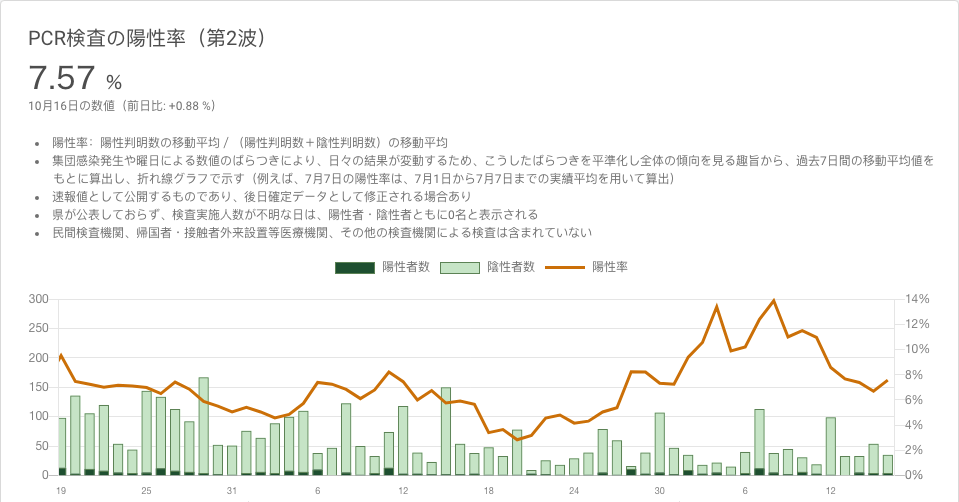 PCR検査の陽性率（第2波）
7.57 %
10月16日の数値（前日比: +0.88 %）
• 陽性率：陽性判明数の移動平均 / （陽性判明数＋陰性判明数）の移動平均
• 集団感染発生や曜日による数値のばらつきにより、日々の結果が変動するため、こうしたばらつきを平準化し全体の傾向を見る趣旨から、過去7日間の移動平均値を
もとに算出し、折れ線グラフで示す（例えば、7月7日の陽性率は、7月1日から7月7日までの実績平均を用いて算出）
• 速報値として公開するものであり、後日確定データとして修正される場合あり
• 県が公表しておらず、検査実施人数が不明な日は、陽性者・陰性者ともに0名と表示される
• 民間検査機関、帰国者・接触者外来設置等医療機関、その他の検査機関による検査は含まれていない
陽性者数 陰性者数 陽性率
300 14%
250 12%
200 10%
150 8%
100 6%
50 4%
0 2%
0%
19 25 31 6 12 18 24 30 6 12